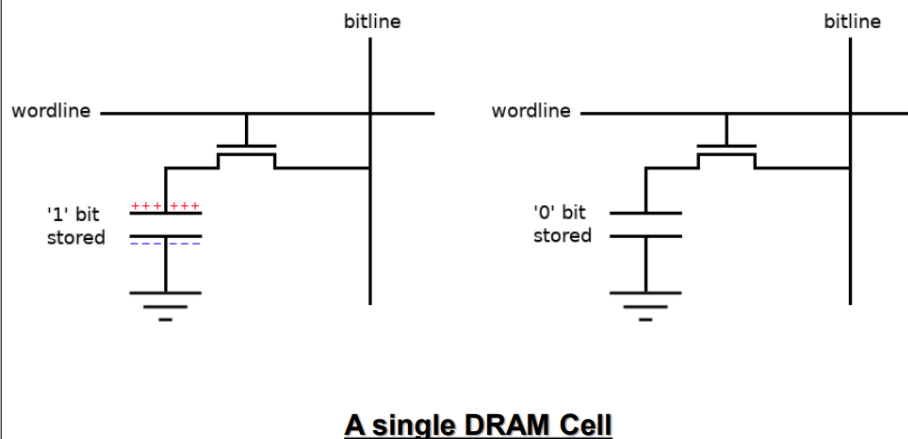 bitline
bitline
wordline
wordline
+++ +++
'1' bit
stored
'0' bit
stored
A single DRAM Cell